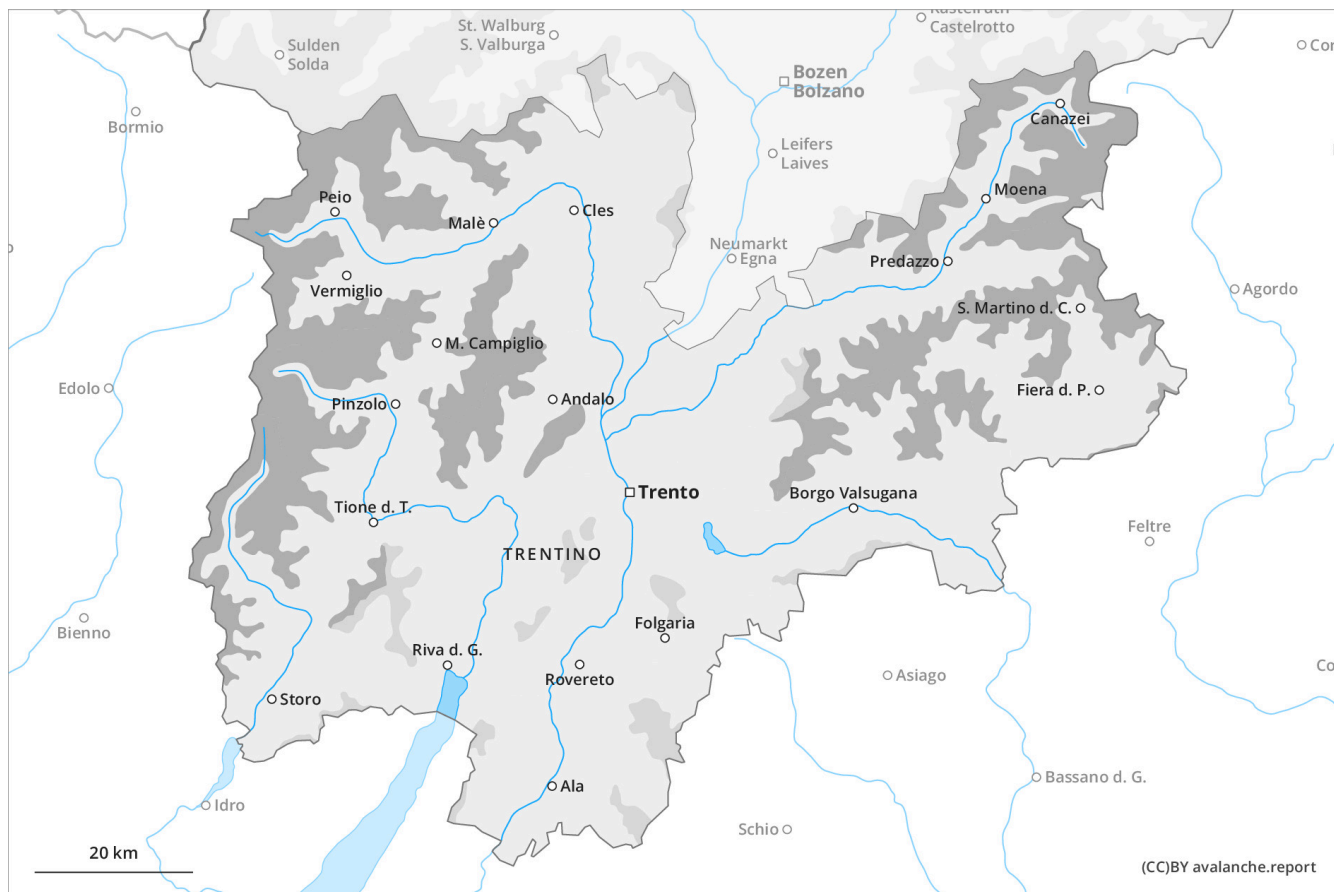 St. Walburg
S. Valburga
Kastelruth
Castelrotto
Sulden
Solda
Bozen
Bolzano
Bormio
Canazei
Leifers
Laives
Moena
Peio
Malè
Cles
Neumarkt
Egna
Predazzo
Vermiglio
Agordo
S. Martino d. C.
M. Campiglio
Edolo
Pinzolo
Andalo
Fiera d. P.
Trento
Borgo Valsugana
Tione d. T.
Feltre
TRENTINO
Bienno
Folgaria
Riva d. G.
Rovereto
Asiago
Storo
Ala
Bassano d. G.
Idro
Schio
20 km
(CC)BY avalanche.report